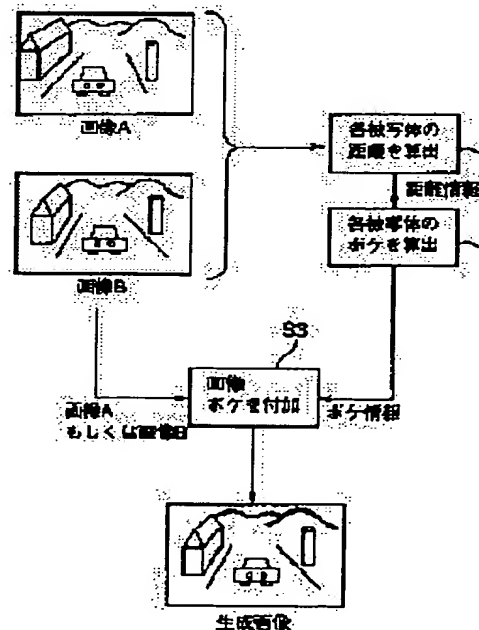 画像A
各被写体の
距離を算出
距離情報
各被写体の
ボケを算出
画像B
S3
画像
ボケを付加
画像A
もしくは画像B
ボケ情報
生成画像